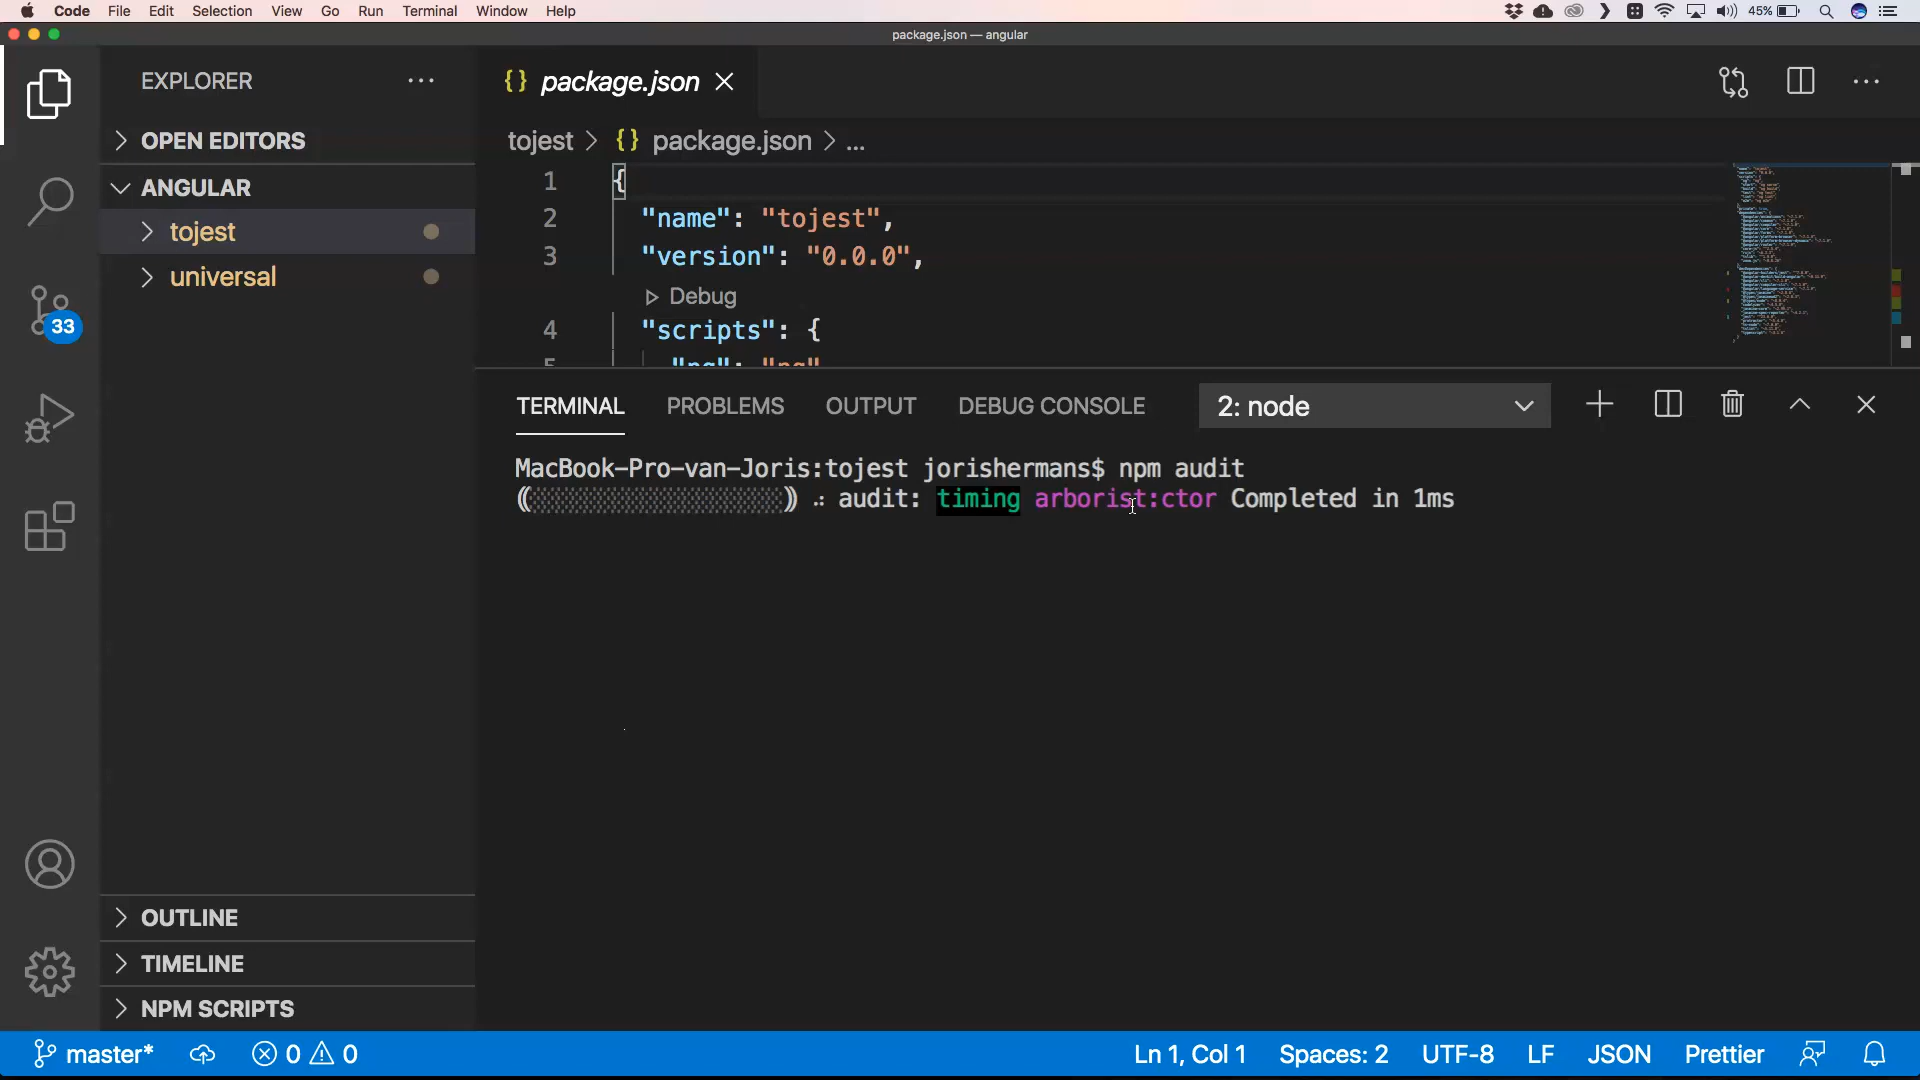 Code File Edit Selection View Go Run Terminal Window Help 45%
package.json — angular
EXPLORER
OPEN EDITORS
ANGULAR
tojest
universal
33
OUTLINE
TIMELINE
NPM SCRIPTS
{} package.json
tojest > {} package.json > ...
1 {
2 "name": "tojest",
3 "version": "0.0.0",
Debug
4 "scripts": {
5 "ng": "ng"
TERMINAL PROBLEMS OUTPUT DEBUG CONSOLE 2: node
MacBook-Pro-van-Joris:tojest jorishermans$ npm audit
(░░░░░░░░░░░░░░░░░░) ⠴ audit: timing arborist:ctor Completed in 1ms
master* 0 0 Ln 1, Col 1 Spaces: 2 UTF-8 LF JSON Prettier